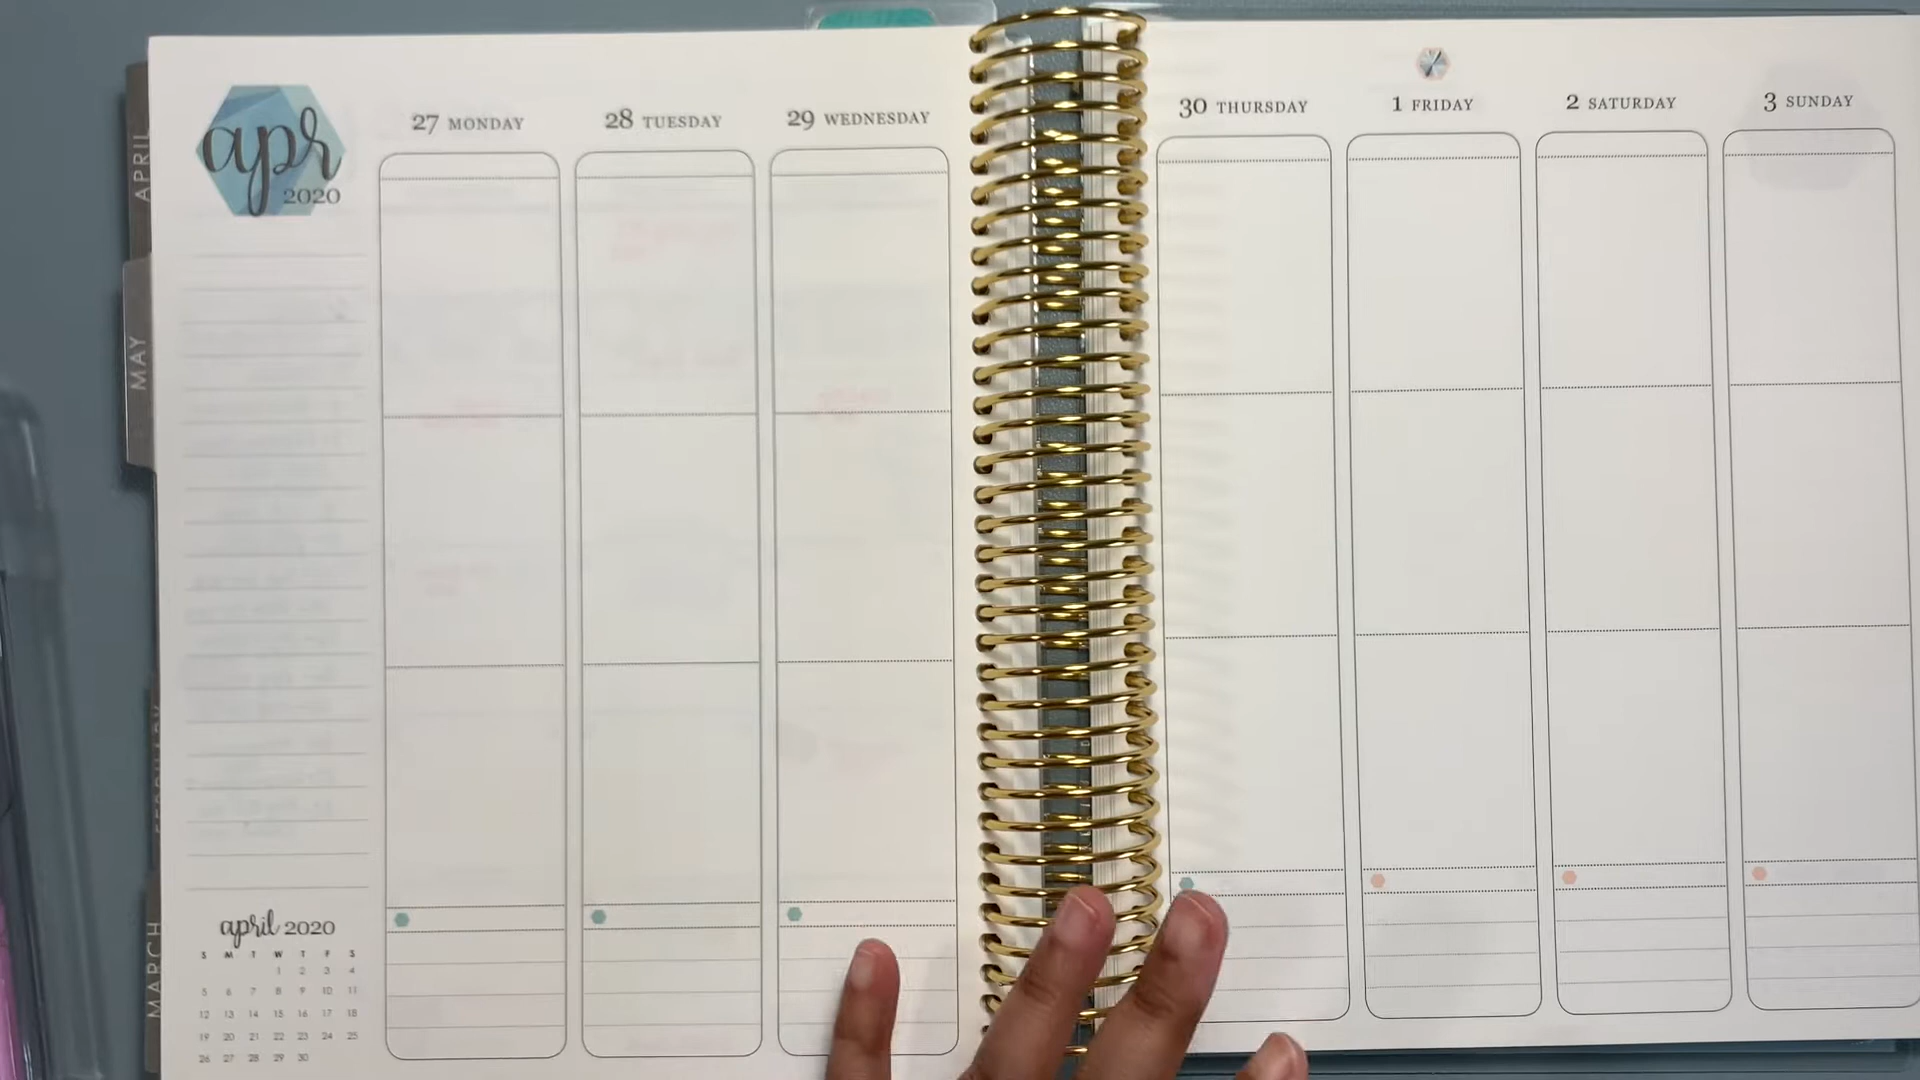 apr
2020
27 MONDAY
28 TUESDAY
29 WEDNESDAY
30 THURSDAY
1 FRIDAY
2 SATURDAY
3 SUNDAY
APRIL
MAY
FEBRUARY
MARCH
april 2020
S M T W T F S
1 2 3 4
5 6 7 8 9 10 11
12 13 14 15 16 17 18
19 20 21 22 23 24 25
26 27 28 29 30